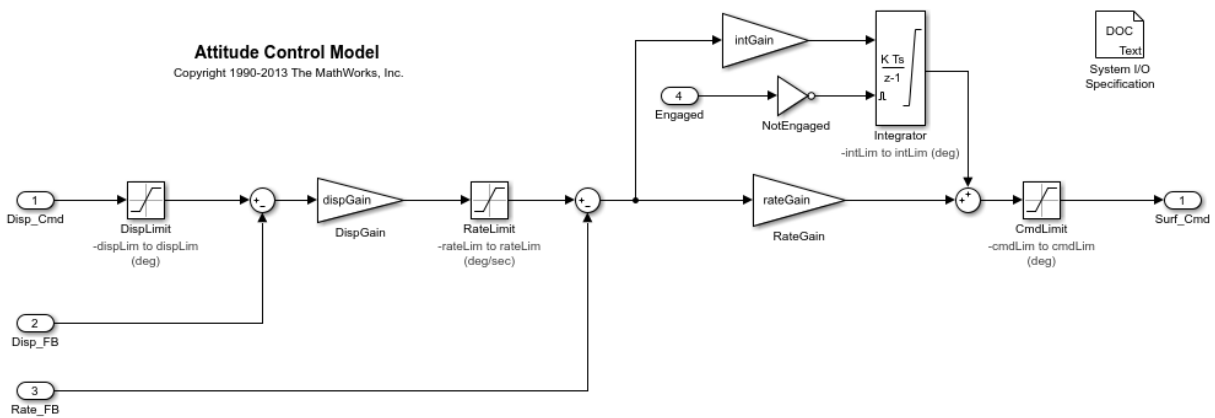 Attitude Control Model
Copyright 1990-2013 The MathWorks, Inc.
intGain
K Ts
z-1
DOC
Text
System I/O
Specification
4
Engaged
NotEngaged
Integrator
-intLim to intLim (deg)
1
Disp_Cmd
DispLimit
-dispLim to dispLim
(deg)
+
-
dispGain
DispGain
RateLimit
-rateLim to rateLim
(deg/sec)
+
-
rateGain
RateGain
+
+
CmdLimit
-cmdLim to cmdLim
(deg)
1
Surf_Cmd
2
Disp_FB
3
Rate_FB